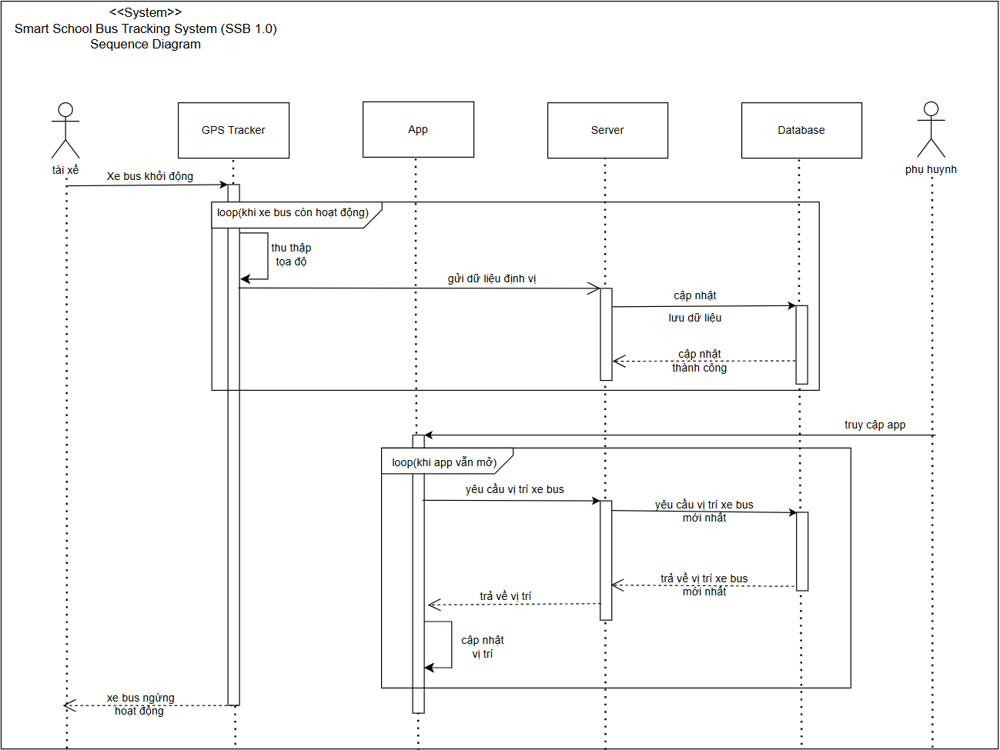 <<System>>
Smart School Bus Tracking System (SSB 1.0)
Sequence Diagram
tài xế
GPS Tracker
App
Server
Database
phụ huynh
Xe bus khởi động
loop(khi xe bus còn hoạt động)
thu thập
tọa độ
gửi dữ liệu định vị
cập nhật
lưu dữ liệu
cập nhật
thành công
truy cập app
loop(khi app vẫn mở)
yêu cầu vị trí xe bus
yêu cầu vị trí xe bus
mới nhất
trả về vị trí xe bus
mới nhất
trả về vị trí
cập nhật
vị trí
xe bus ngừng
hoạt động